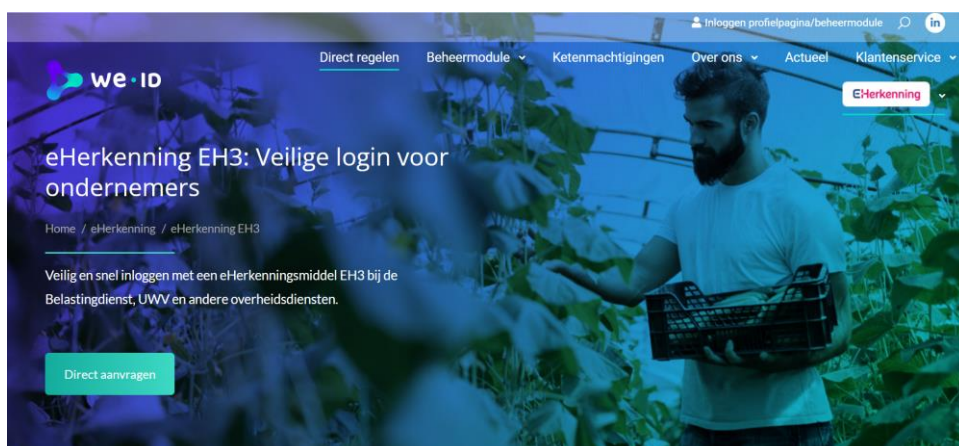 Inloggen profielpagina/beheermodule in
we·ID
Direct regelen Beheermodule Ketenmachtigingen Over ons Actueel Klantenservice
eHerkenning
eHerkenning EH3: Veilige login voor
ondernemers
Home / eHerkenning / eHerkenning EH3
Veilig en snel inloggen met een eHerkenningsmiddel EH3 bij de
Belastingdienst, UWV en andere overheidsdiensten.
Direct aanvragen